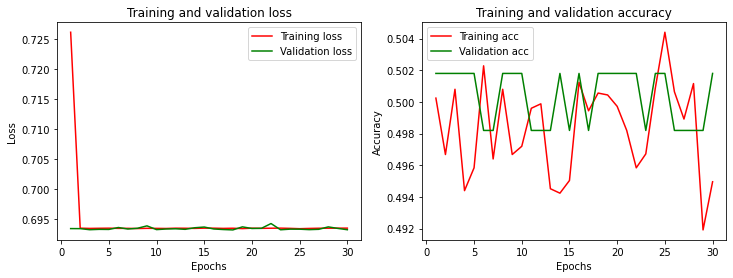 Training and validation loss
Training loss
Validation loss
0.725
0.720
0.715
0.710
0.705
0.700
0.695
Loss
0 5 10 15 20 25 30
Epochs
Training and validation accuracy
Training acc
Validation acc
0.504
0.502
0.500
0.498
0.496
0.494
0.492
Accuracy
0 5 10 15 20 25 30
Epochs